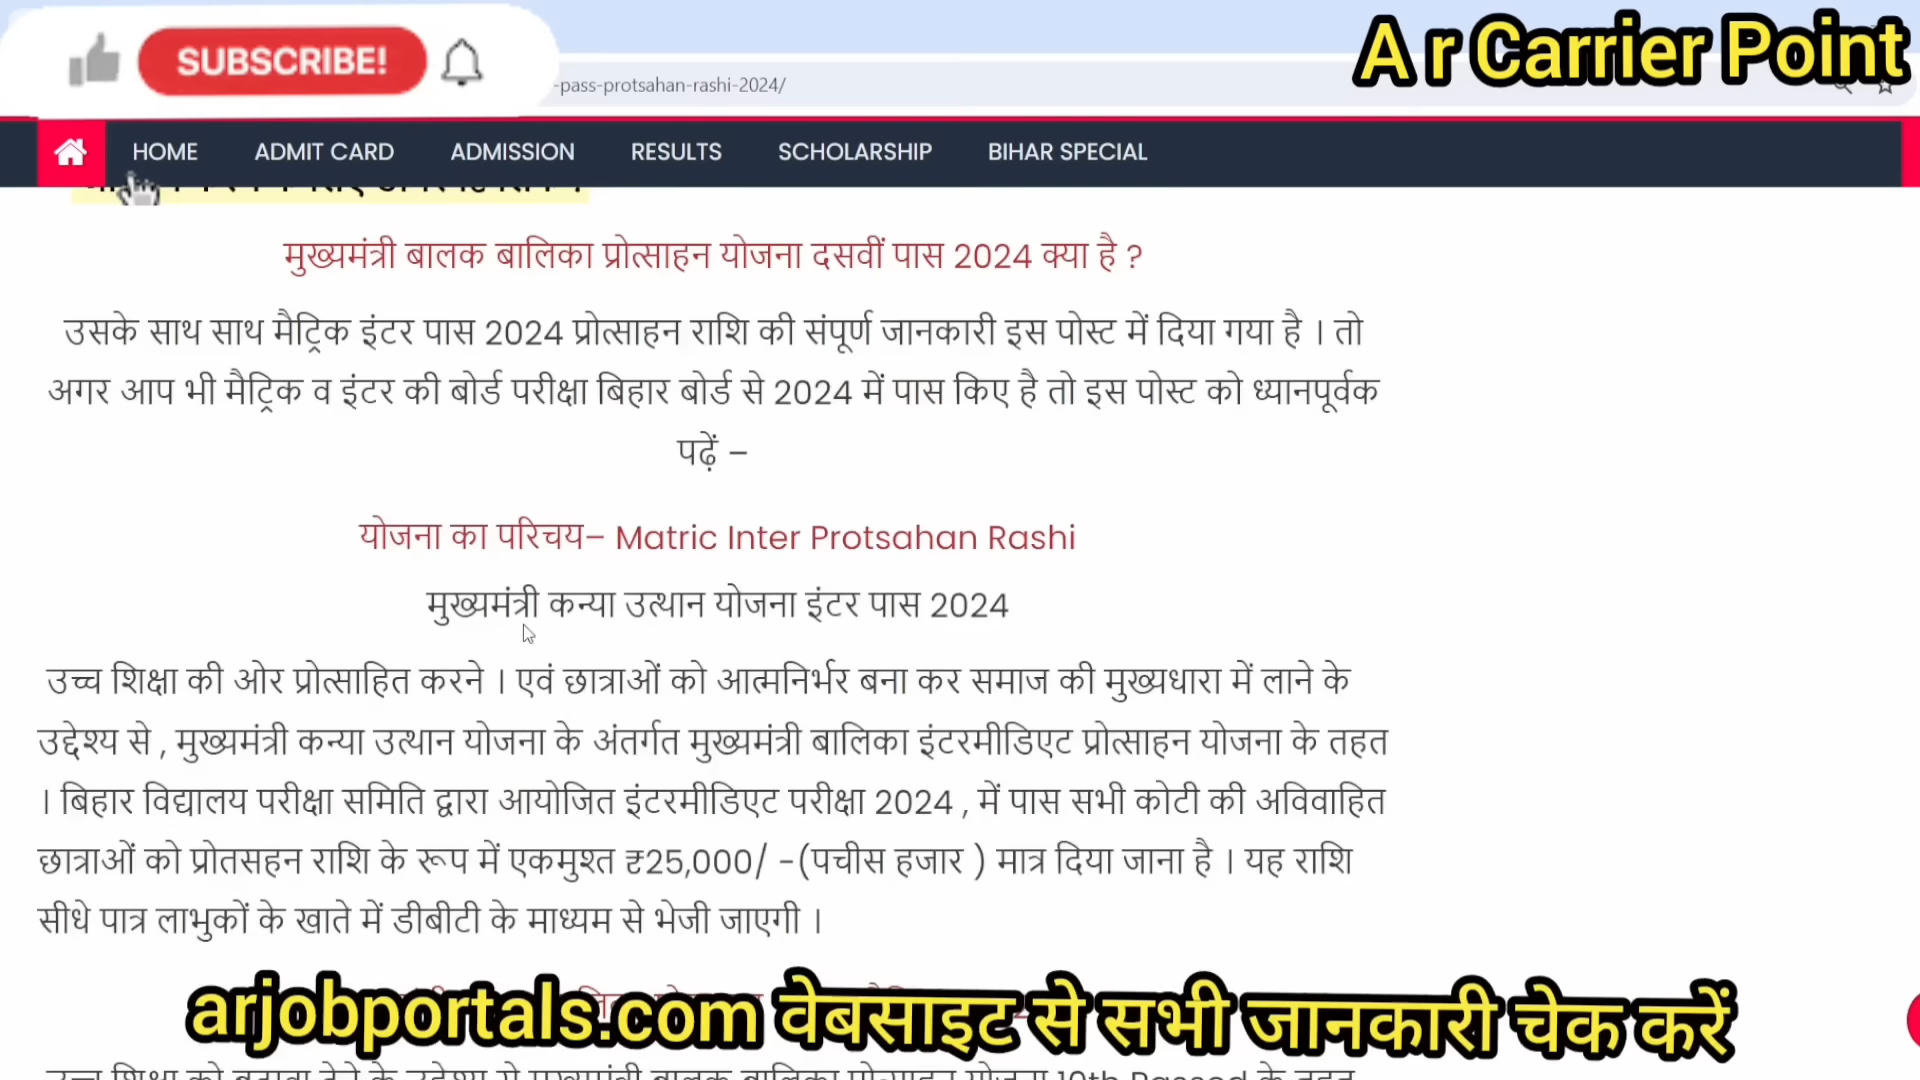 SUBSCRIBE!
A r Carrier Point
-pass-protsahan-rashi-2024/
HOME ADMIT CARD ADMISSION RESULTS SCHOLARSHIP BIHAR SPECIAL
मुख्यमंत्री बालक बालिका प्रोत्साहन योजना दसवीं पास 2024 क्या है ?
उसके साथ साथ मैट्रिक इंटर पास 2024 प्रोत्साहन राशि की संपूर्ण जानकारी इस पोस्ट में दिया गया है । तो
अगर आप भी मैट्रिक व इंटर की बोर्ड परीक्षा बिहार बोर्ड से 2024 में पास किए है तो इस पोस्ट को ध्यानपूर्वक
पढ़ें –
योजना का परिचय– Matric Inter Protsahan Rashi
मुख्यमंत्री कन्या उत्थान योजना इंटर पास 2024
उच्च शिक्षा की ओर प्रोत्साहित करने । एवं छात्राओं को आत्मनिर्भर बना कर समाज की मुख्यधारा में लाने के
उद्देश्य से , मुख्यमंत्री कन्या उत्थान योजना के अंतर्गत मुख्यमंत्री बालिका इंटरमीडिएट प्रोत्साहन योजना के तहत
। बिहार विद्यालय परीक्षा समिति द्वारा आयोजित इंटरमीडिएट परीक्षा 2024 , में पास सभी कोटी की अविवाहित
छात्राओं को प्रोतसहन राशि के रूप में एकमुश्त ₹25,000/ -(पचीस हजार ) मात्र दिया जाना है । यह राशि
सीधे पात्र लाभुकों के खाते में डीबीटी के माध्यम से भेजी जाएगी ।
arjobportals.com वेबसाइट से सभी जानकारी चेक करें